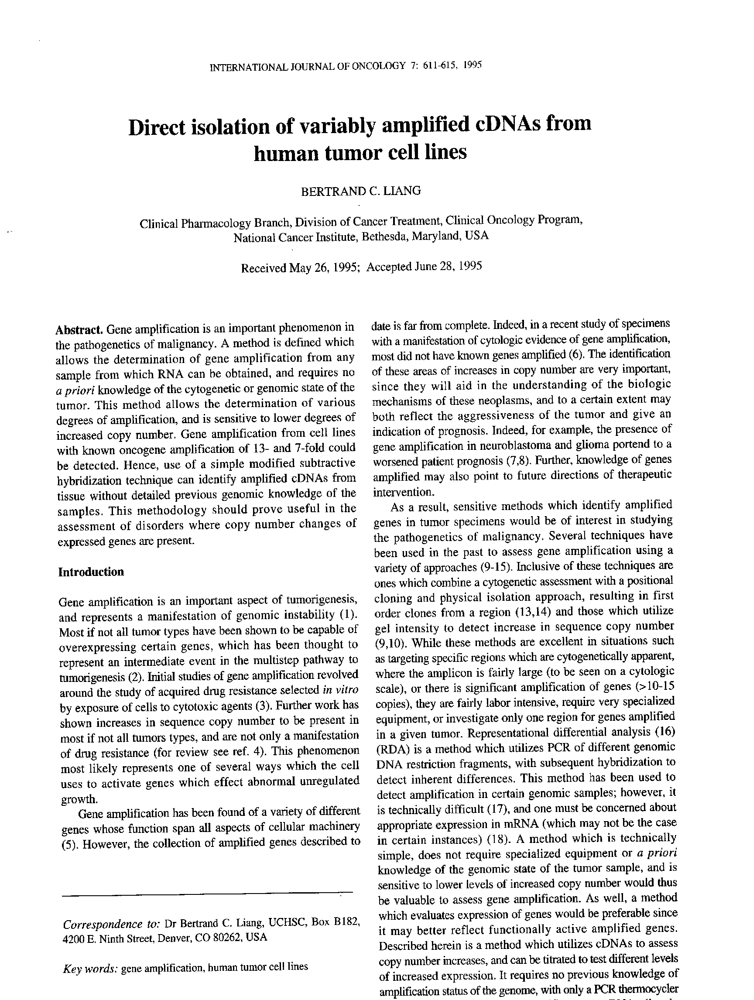 INTERNATIONAL JOURNAL OF ONCOLOGY 7: 611-615, 1995
Direct isolation of variably amplified cDNAs from
human tumor cell lines
BERTRAND C. LIANG
Clinical Pharmacology Branch, Division of Cancer Treatment, Clinical Oncology Program,
National Cancer Institute, Bethesda, Maryland, USA
Received May 26, 1995; Accepted June 28, 1995
Abstract. Gene amplification is an important phenomenon in
the pathogenetics of malignancy. A method is defined which
allows the determination of gene amplification from any
sample from which RNA can be obtained, and requires no
a priori knowledge of the cytogenetic or genomic state of the
tumor. This method allows the determination of various
degrees of amplification, and is sensitive to lower degrees of
increased copy number. Gene amplification from cell lines
with known oncogene amplification of 13- and 7-fold could
be detected. Hence, use of a simple modified subtractive
hybridization technique can identify amplified cDNAs from
tissue without detailed previous genomic knowledge of the
samples. This methodology should prove useful in the
assessment of disorders where copy number changes of
expressed genes are present.
Introduction
Gene amplification is an important aspect of tumorigenesis,
and represents a manifestation of genomic instability (1).
Most if not all tumor types have been shown to be capable of
overexpressing certain genes, which has been thought to
represent an intermediate event in the multistep pathway to
tumorigenesis (2). Initial studies of gene amplification revolved
around the study of acquired drug resistance selected in vitro
by exposure of cells to cytotoxic agents (3). Further work has
shown increases in sequence copy number to be present in
most if not all tumors types, and are not only a manifestation
of drug resistance (for review see ref. 4). This phenomenon
most likely represents one of several ways which the cell
uses to activate genes which effect abnormal unregulated
growth.
Gene amplification has been found of a variety of different
genes whose function span all aspects of cellular machinery
(5). However, the collection of amplified genes described to
Correspondence to: Dr Bertrand C. Liang, UCHSC, Box B182,
4200 E. Ninth Street, Denver, CO 80262, USA
Key words: gene amplification, human tumor cell lines
date is far from complete. Indeed, in a recent study of specimens
with a manifestation of cytologic evidence of gene amplification,
most did not have known genes amplified (6). The identification
of these areas of increases in copy number are very important,
since they will aid in the understanding of the biologic
mechanisms of these neoplasms, and to a certain extent may
both reflect the aggressiveness of the tumor and give an
indication of prognosis. Indeed, for example, the presence of
gene amplification in neuroblastoma and glioma portend to a
worsened patient prognosis (7,8). Further, knowledge of genes
amplified may also point to future directions of therapeutic
intervention.
As a result, sensitive methods which identify amplified
genes in tumor specimens would be of interest in studying
the pathogenetics of malignancy. Several techniques have
been used in the past to assess gene amplification using a
variety of approaches (9-15). Inclusive of these techniques are
ones which combine a cytogenetic assessment with a positional
cloning and physical isolation approach, resulting in first
order clones from a region (13,14) and those which utilize
gel intensity to detect increase in sequence copy number
(9,10). While these methods are excellent in situations such
as targeting specific regions which are cytogenetically apparent,
where the amplicon is fairly large (to be seen on a cytologic
scale), or there is significant amplification of genes (>10-15
copies), they are fairly labor intensive, require very specialized
equipment, or investigate only one region for genes amplified
in a given tumor. Representational differential analysis (16)
(RDA) is a method which utilizes PCR of different genomic
DNA restriction fragments, with subsequent hybridization to
detect inherent differences. This method has been used to
detect amplification in certain genomic samples; however, it
is technically difficult (17), and one must be concerned about
appropriate expression in mRNA (which may not be the case
in certain instances) (18). A method which is technically
simple, does not require specialized equipment or a priori
knowledge of the genomic state of the tumor sample, and is
sensitive to lower levels of increased copy number would thus
be valuable to assess gene amplification. As well, a method
which evaluates expression of genes would be preferable since
it may better reflect functionally active amplified genes.
Described herein is a method which utilizes cDNAs to assess
copy number increases, and can be titrated to test different levels
of increased expression. It requires no previous knowledge of
amplification status of the genome, with only a PCR thermocycler